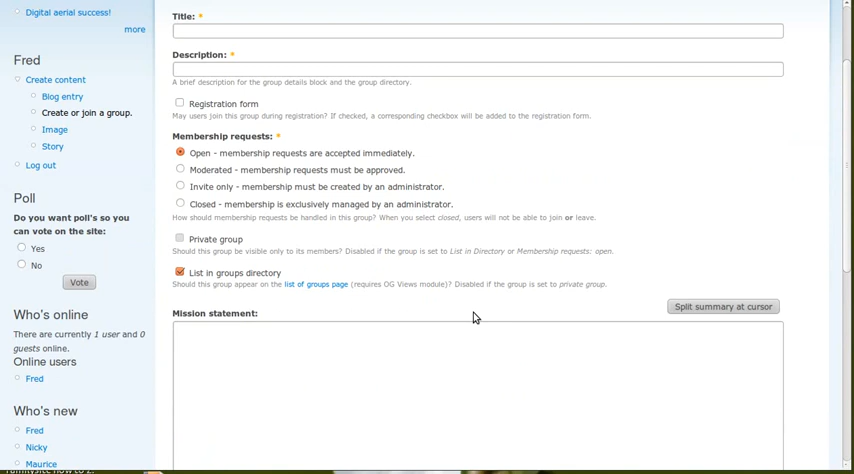 Digital aerial success!
more
Fred
Create content
Blog entry
Create or join a group.
Image
Story
Log out
Poll
Do you want poll's so you
can vote on the site:
Yes
No
Vote
Who's online
There are currently 1 user and 0
guests online.
Online users
Fred
Who's new
Fred
Nicky
Maurice
Title: *
Description: *
A brief description for the group details block and the group directory.
Registration form
May users join this group during registration? If checked, a corresponding checkbox will be added to the registration form.
Membership requests: *
Open - membership requests are accepted immediately.
Moderated - membership requests must be approved.
Invite only - membership must be created by an administrator.
Closed - membership is exclusively managed by an administrator.
How should membership requests be handled in this group? When you select closed, users will not be able to join or leave.
Private group
Should this group be visible only to its members? Disabled if the group is set to List in Directory or Membership requests: open.
List in groups directory
Should this group appear on the list of groups page (requires OG Views module)? Disabled if the group is set to private group.
Split summary at cursor
Mission statement: